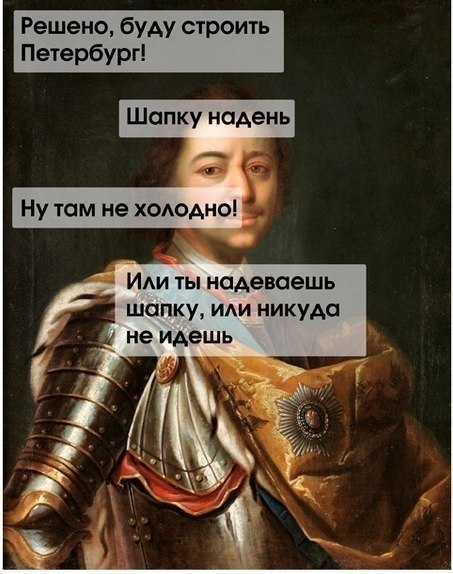 Решено, буду строить
Петербург!
Шапку надень
Ну там не холодно!
Или ты надеваешь
шапку, или никуда
не идешь